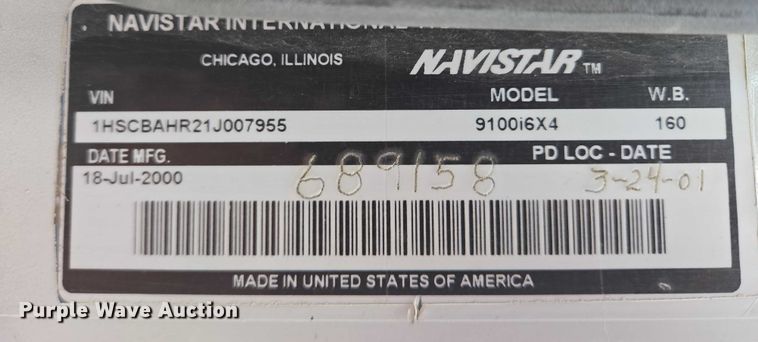 NAVISTAR INTERNATIONAL
CHICAGO, ILLINOIS NAVISTAR TM
VIN MODEL W.B.
1HSCBAHR21J007955 9100i6X4 160
DATE MFG. PD LOC - DATE
18-Jul-2000 689158 3-24-01
MADE IN UNITED STATES OF AMERICA
Purple Wave Auction